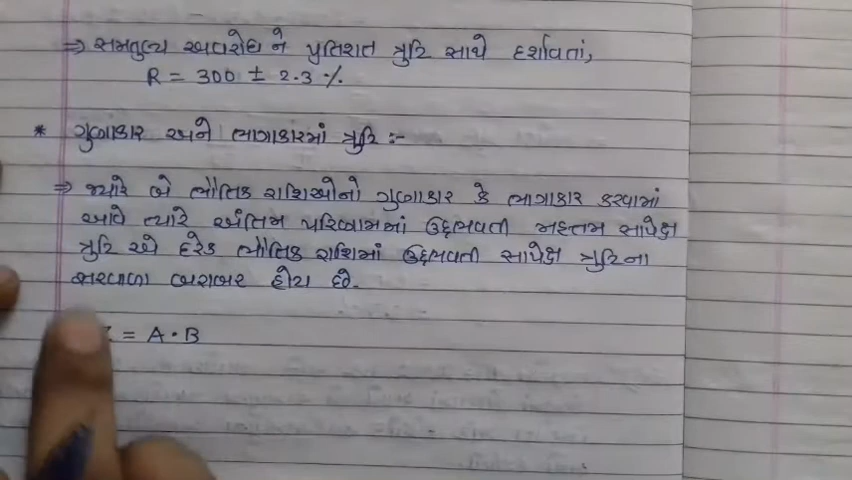 ⇒ સમતુલ્ય અવરોધને પ્રતિશત ત્રુટિ સાથે દર્શાવતાં,
R = 300 ± 2.3 %
* ગુણાકાર અને ભાગાકારમાં ત્રુટિ :-
⇒ જ્યારે બે ભૌતિક રાશિઓનો ગુણાકાર કે ભાગાકાર કરવામાં
આવે ત્યારે અંતિમ પરિણામમાં ઉદ્ભવતી મહત્તમ સાપેક્ષ
ત્રુટિ એ દરેક ભૌતિક રાશિમાં ઉદ્ભવતી સાપેક્ષ ત્રુટિના
સરવાળા બરાબર હોય છે.
= A · B